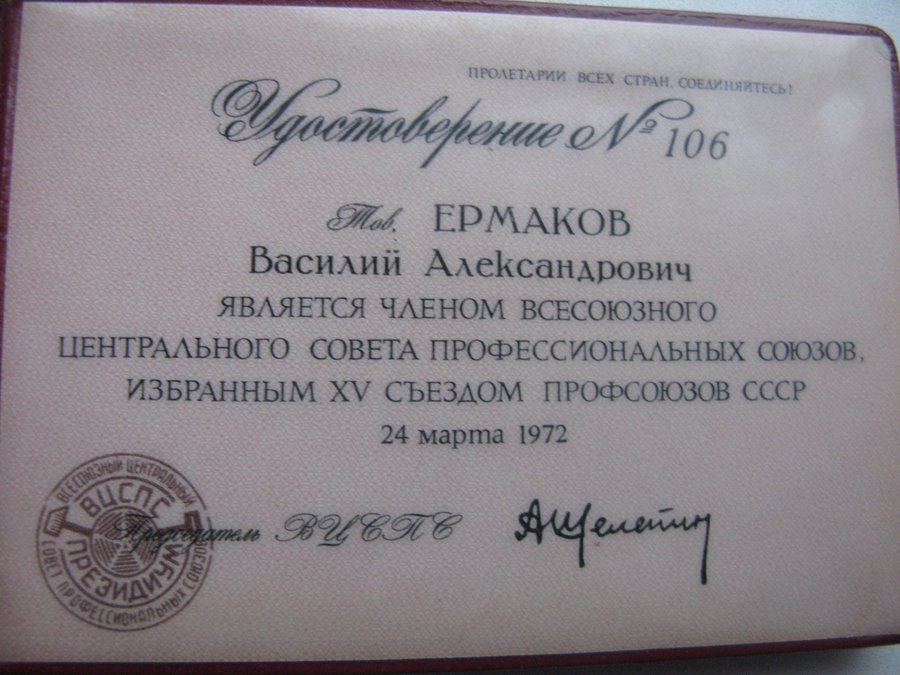 ПРОЛЕТАРИИ ВСЕХ СТРАН, СОЕДИНЯЙТЕСЬ!
Удостоверение № 106
Тов. ЕРМАКОВ
Василий Александрович
ЯВЛЯЕТСЯ ЧЛЕНОМ ВСЕСОЮЗНОГО
ЦЕНТРАЛЬНОГО СОВЕТА ПРОФЕССИОНАЛЬНЫХ СОЮЗОВ,
ИЗБРАННЫМ XV СЪЕЗДОМ ПРОФСОЮЗОВ СССР
24 марта 1972
ВСЕСОЮЗНЫЙ ЦЕНТРАЛЬНЫЙ
СОВЕТ ПРОФЕССИОНАЛЬНЫХ СОЮЗОВ
ВЦСПС
ПРЕЗИДИУМ
Председатель ВЦСПС
АШелепин